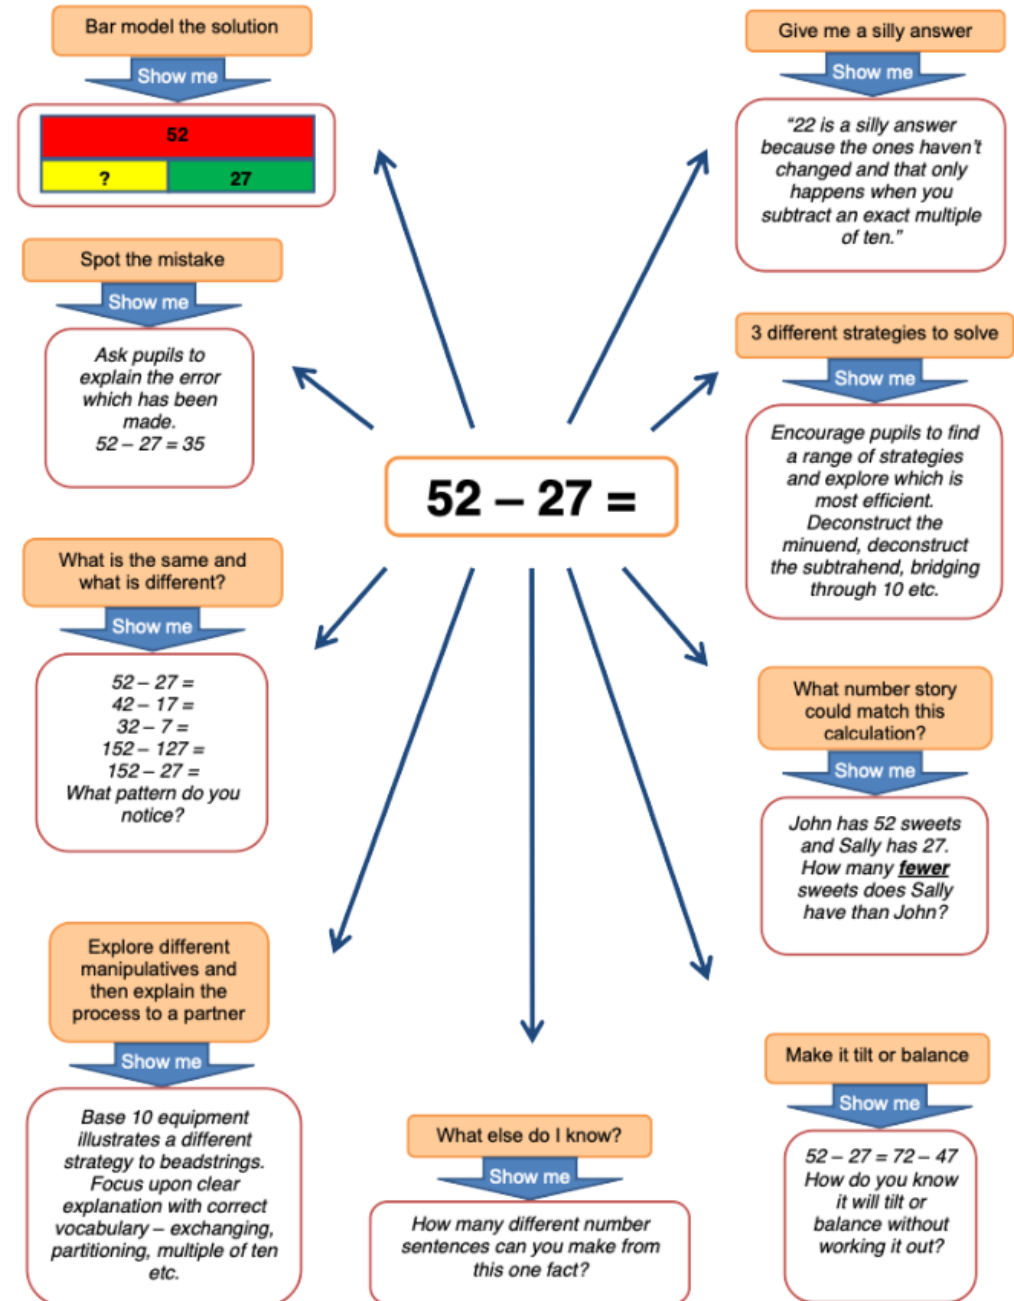 Bar model the solution
Show me
52
?
27
Spot the mistake
Show me
Ask pupils to
explain the error
which has been
made.
52 – 27 = 35
What is the same and
what is different?
Show me
52 – 27 =
42 – 17 =
32 – 7 =
152 – 127 =
152 – 27 =
What pattern do you
notice?
Explore different
manipulatives and
then explain the
process to a partner
Show me
Base 10 equipment
illustrates a different
strategy to beadstrings.
Focus upon clear
explanation with correct
vocabulary – exchanging,
partitioning, multiple of ten
etc.
52 – 27 =
What else do I know?
Show me
How many different number
sentences can you make from
this one fact?
Give me a silly answer
Show me
“22 is a silly answer
because the ones haven’t
changed and that only
happens when you
subtract an exact multiple
of ten.”
3 different strategies to solve
Show me
Encourage pupils to find
a range of strategies
and explore which is
most efficient.
Deconstruct the
minuend, deconstruct
the subtrahend, bridging
through 10 etc.
What number story
could match this
calculation?
Show me
John has 52 sweets
and Sally has 27.
How many fewer
sweets does Sally
have than John?
Make it tilt or balance
Show me
52 – 27 = 72 – 47
How do you know
it will tilt or
balance without
working it out?